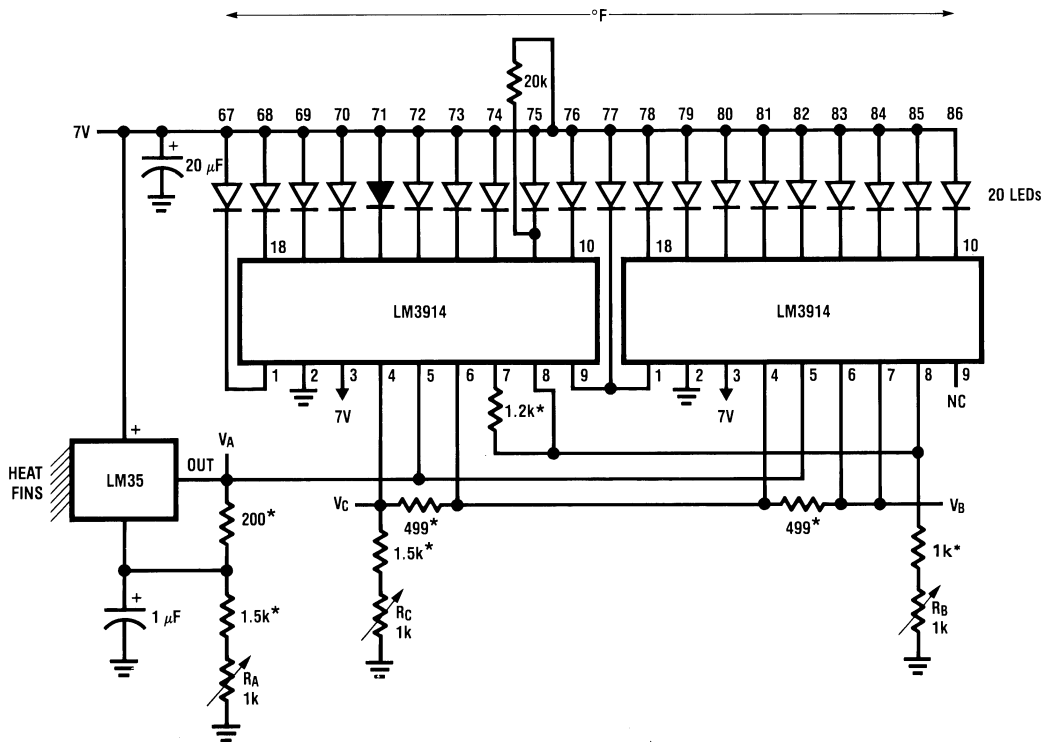 °F
20k
67 68 69 70 71 72 73 74 75 76 77 78 79 80 81 82 83 84 85 86
7V
+
20 µF
20 LEDs
18 10 18 10
LM3914 LM3914
1 2 3 4 5 6 7 8 9 1 2 3 4 5 6 7 8 9
7V 1.2k* 7V NC
+
VA
HEAT
FINS
LM35
OUT
200*
VC
499*
499*
VB
1.5k*
1k*
+
1 µF
1.5k*
RC
1k
RB
1k
RA
1k